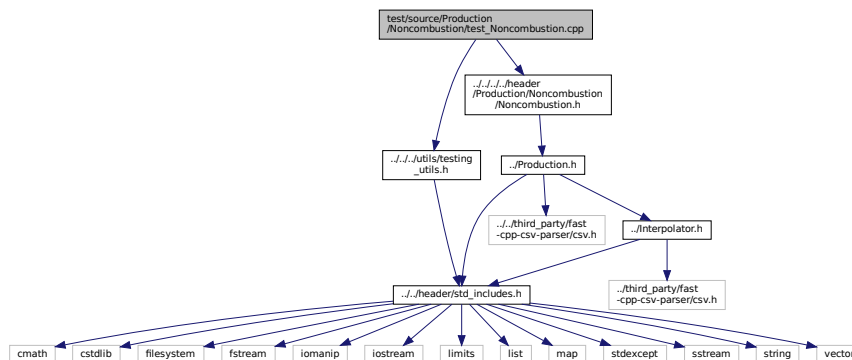 test/source/Production
/Noncombustion/test_Noncombustion.cpp
../../../../header
/Production/Noncombustion
/Noncombustion.h
../../../utils/testing
_utils.h
../Production.h
../../third_party/fast
-cpp-csv-parser/csv.h
../Interpolator.h
../third_party/fast
-cpp-csv-parser/csv.h
../../header/std_includes.h
cmath
cstdlib
filesystem
fstream
iomanip
iostream
limits
list
map
stdexcept
sstream
string
vector